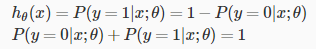 hθ(x) = P(y = 1|x; θ) = 1 − P(y = 0|x; θ)
P(y = 0|x; θ) + P(y = 1|x; θ) = 1